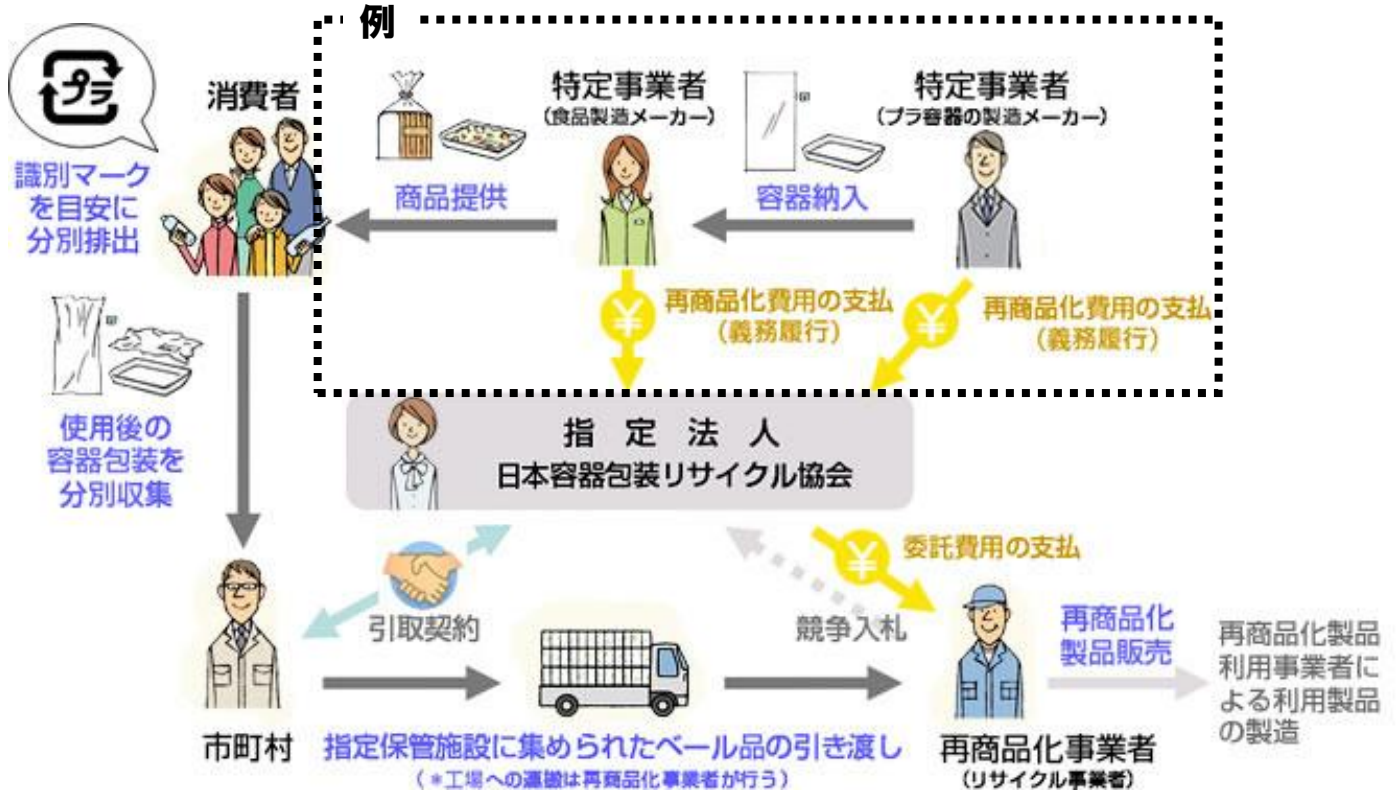 例
プラ
消費者
識別マーク
を目安に
分別排出
商品提供
特定事業者
(食品製造メーカー)
容器納入
特定事業者
(プラ容器の製造メーカー)
¥
再商品化費用の支払
(義務履行)
¥
再商品化費用の支払
(義務履行)
使用後の
容器包装を
分別収集
指 定 法 人
日本容器包装リサイクル協会
引取契約
競争入札
¥
委託費用の支払
市町村
指定保管施設に集められたベール品の引き渡し
(*工場への運搬は再商品化事業者が行う)
再商品化事業者
(リサイクル事業者)
再商品化
製品販売
再商品化製品
利用事業者に
よる利用製品
の製造